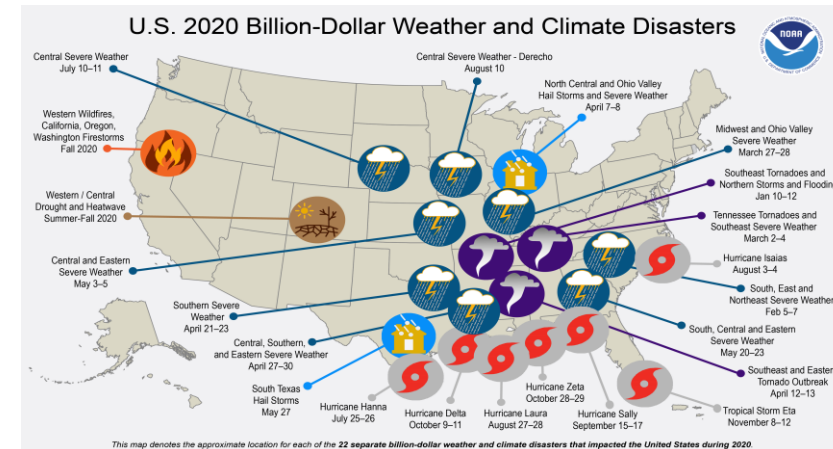 U.S. 2020 Billion-Dollar Weather and Climate Disasters
NOAA
Central Severe Weather
July 10–11
Central Severe Weather - Derecho
August 10
North Central and Ohio Valley
Hail Storms and Severe Weather
April 7–8
Western Wildfires,
California, Oregon,
Washington Firestorms
Fall 2020
Midwest and Ohio Valley
Severe Weather
March 27–28
Southeast Tornadoes and
Northern Storms and Floodin
Jan 10–12
Western / Central
Drought and Heatwave
Summer-Fall 2020
Tennessee Tornadoes and
Southeast Severe Weather
March 2–4
Hurricane Isaias
August 3–4
Central and Eastern
Severe Weather
May 3–5
South, East and
Northeast Severe Weather
Feb 5–7
Southern Severe
Weather
April 21–23
South, Central and Eastern
Severe Weather
May 20–23
Central, Southern,
and Eastern Severe Weather
April 27–30
Southeast and Eastern
Tornado Outbreak
April 12–13
South Texas
Hail Storms
May 27
Hurricane Hanna
July 25–26
Hurricane Delta
October 9–11
Hurricane Laura
August 27–28
Hurricane Zeta
October 28–29
Hurricane Sally
September 15–17
Tropical Storm Eta
November 8–12
This map denotes the approximate location for each of the 22 separate billion-dollar weather and climate disasters that impacted the United States during 2020.